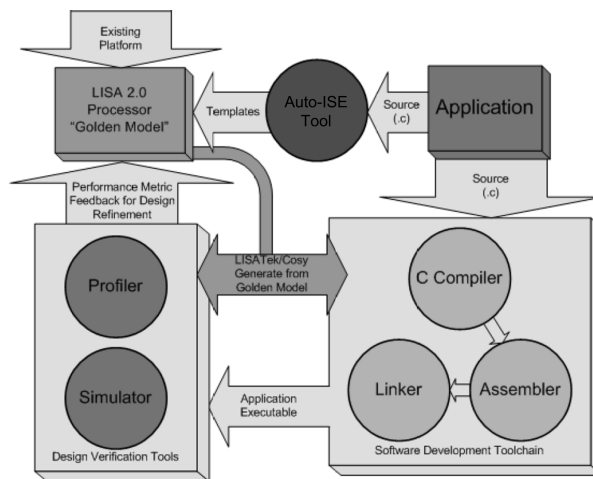 Existing
Platform
LISA 2.0
Processor
“Golden Model”
Templates
Auto-ISE
Tool
Source
(.c)
Application
Source
(.c)
Performance Metric
Feedback for Design
Refinement
Profiler
LISATek/Cosy
Generate from
Golden Model
C Compiler
Simulator
Application
Executable
Linker
Assembler
Design Verification Tools
Software Development Toolchain